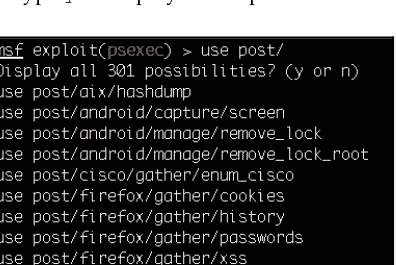 msf exploit(psexec) > use post/
Display all 301 possibilities? (y or n)
use post/aix/hashdump
use post/android/capture/screen
use post/android/manage/remove_lock
use post/android/manage/remove_lock_root
use post/cisco/gather/enum_cisco
use post/firefox/gather/cookies
use post/firefox/gather/history
use post/firefox/gather/passwords
use post/firefox/gather/xss